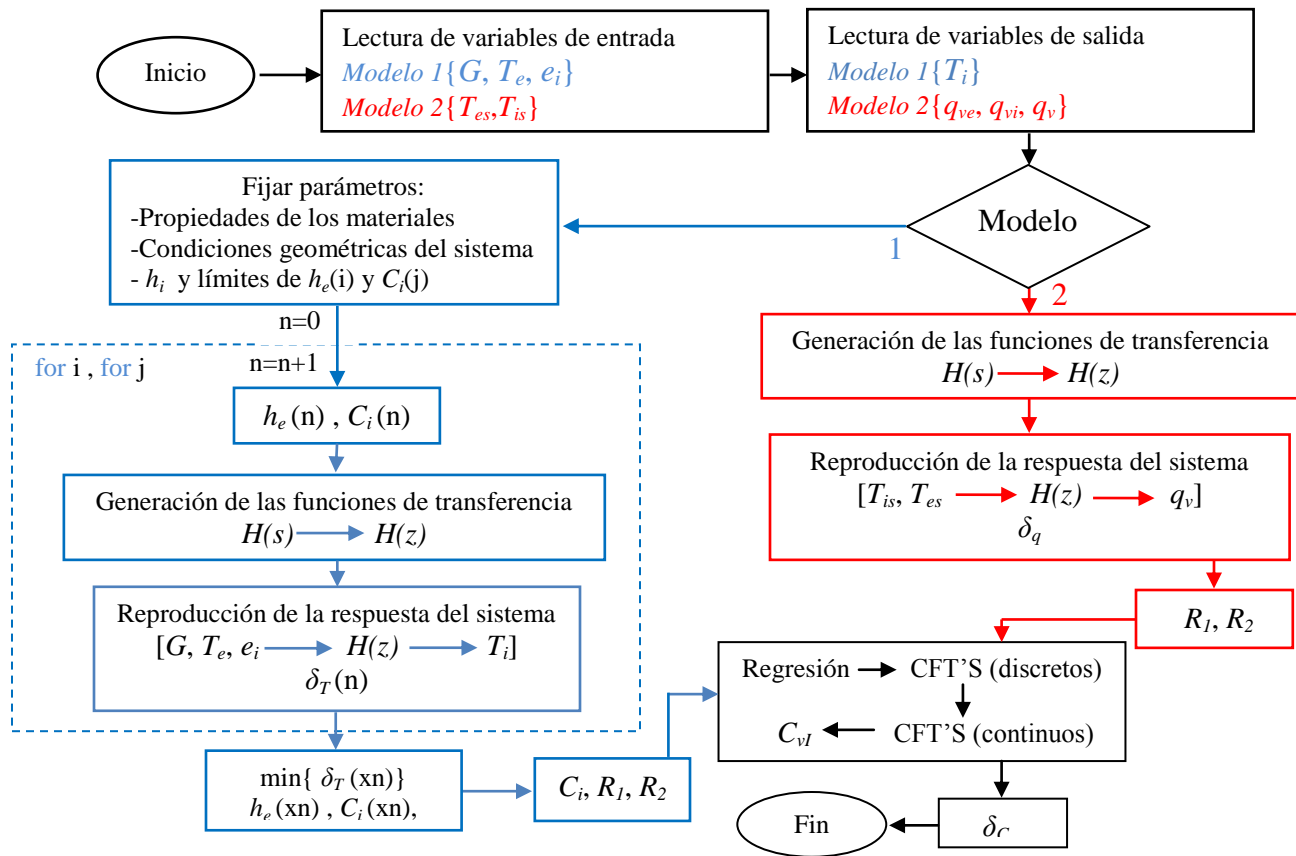 Inicio
Lectura de variables de entrada
Modelo 1{G, Te, ei}
Modelo 2{Tes,Tis}
Lectura de variables de salida
Modelo 1{Ti}
Modelo 2{qve, qvi, qv}
Modelo
1
2
Fijar parámetros:
-Propiedades de los materiales
-Condiciones geométricas del sistema
- hi y límites de he(i) y Ci(j)
n=0
n=n+1
for i , for j
he (n) , Ci (n)
Generación de las funciones de transferencia
H(s) H(z)
Reproducción de la respuesta del sistema
[G, Te, ei H(z) Ti]
δT (n)
min{ δT (xn)}
he(xn) , Ci (xn),
Ci, R1, R2
Generación de las funciones de transferencia
H(s) H(z)
Reproducción de la respuesta del sistema
[Tis, Tes H(z) qv]
δq
R1, R2
Regresión CFT'S (discretos)
CvI CFT'S (continuos)
δC
Fin